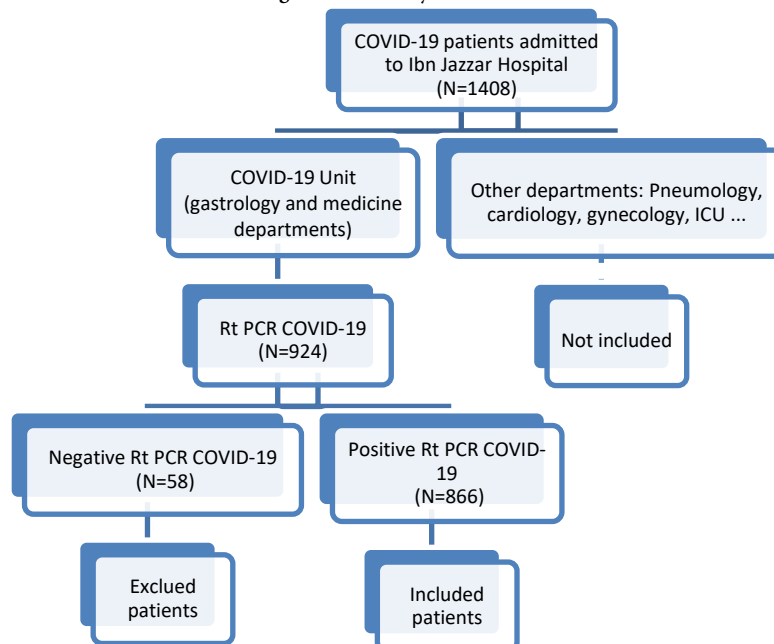 COVID-19 patients admitted
to Ibn Jazzar Hospital
(N=1408)
COVID-19 Unit
(gastrology and medicine
departments)
Other departments: Pneumology,
cardiology, gynecology, ICU ...
Rt PCR COVID-19
(N=924)
Not included
Negative Rt PCR COVID-19
(N=58)
Positive Rt PCR COVID-
19
(N=866)
Exclued
patients
Included
patients